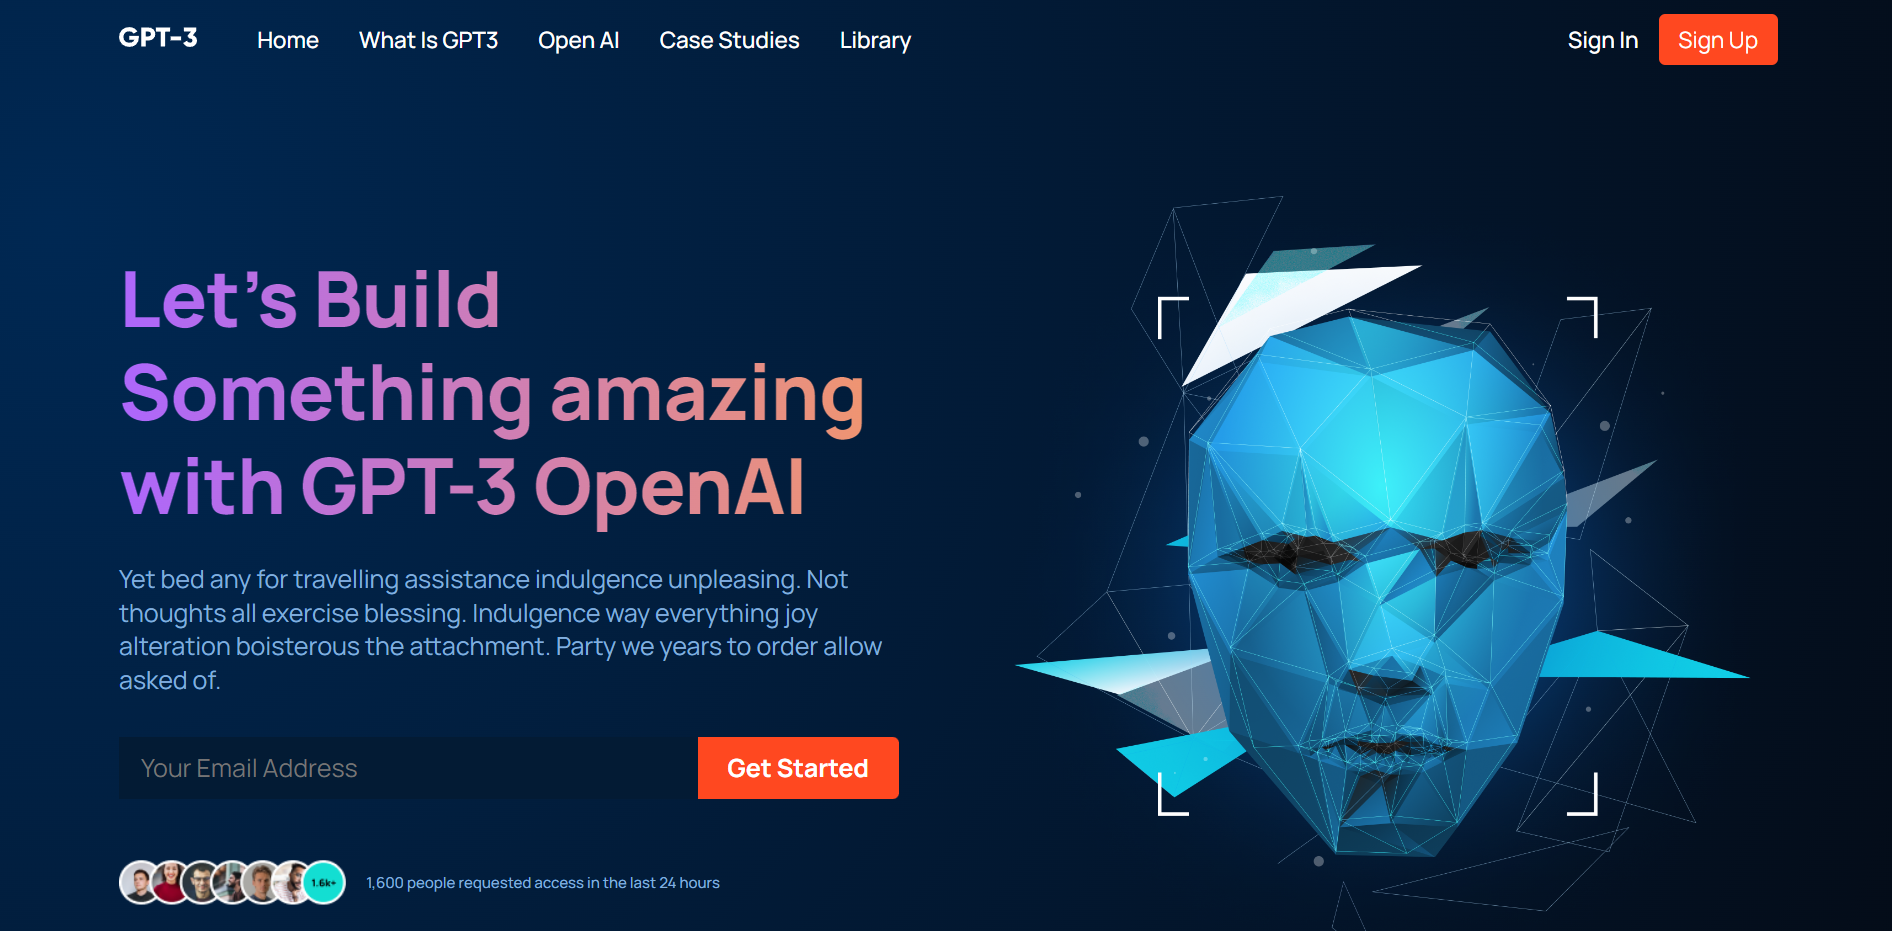 GPT-3
Home
What Is GPT3
Open AI
Case Studies
Library
Sign In
Sign Up
Let's Build
Something amazing
with GPT-3 OpenAI
Yet bed any for travelling assistance indulgence unpleasing. Not
thoughts all exercise blessing. Indulgence way everything joy
alteration boisterous the attachment. Party we years to order allow
asked of.
Your Email Address
Get Started
1.6k+
1,600 people requested access in the last 24 hours